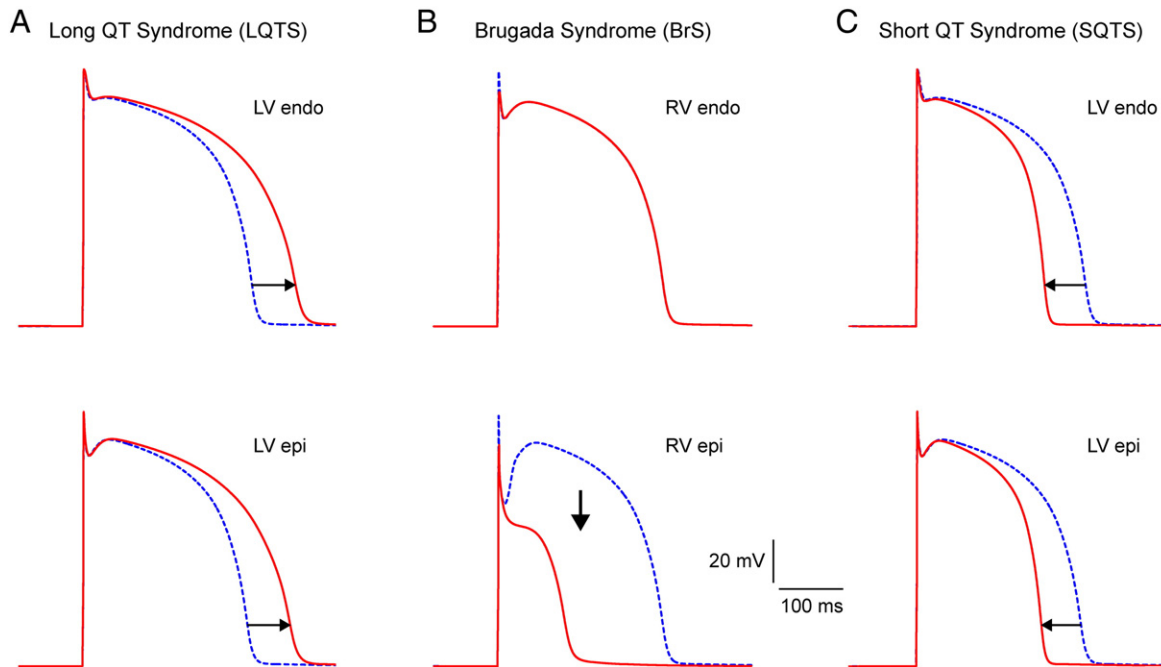 A Long QT Syndrome (LQTS)
B Brugada Syndrome (BrS)
C Short QT Syndrome (SQTS)
LV endo
RV endo
LV endo
LV epi
RV epi
LV epi
20 mV
100 ms